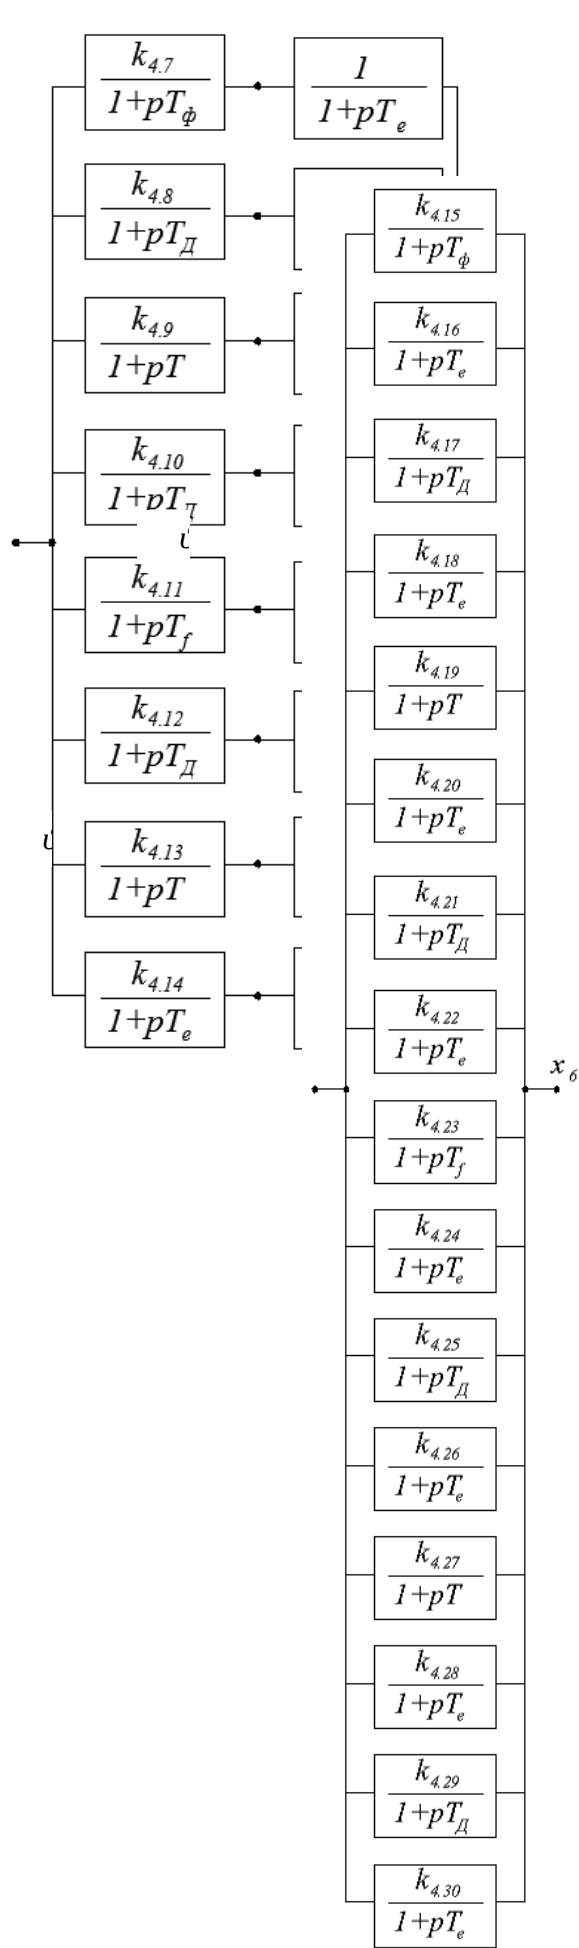 k4.7
1+pTф
1
1+pTe
k4.8
1+pTД
k4.9
1+pT
k4.10
1+pT
k4.11
1+pTf
k4.12
1+pTД
k4.13
1+pT
k4.14
1+pTe
k4.15
1+pTф
k4.16
1+pTe
k4.17
1+pTД
k4.18
1+pTe
k4.19
1+pT
k4.20
1+pTe
k4.21
1+pTД
k4.22
1+pTe
x6
k4.23
1+pTf
k4.24
1+pTe
k4.25
1+pTД
k4.26
1+pTe
k4.27
1+pT
k4.28
1+pTe
k4.29
1+pTД
k4.30
1+pTe